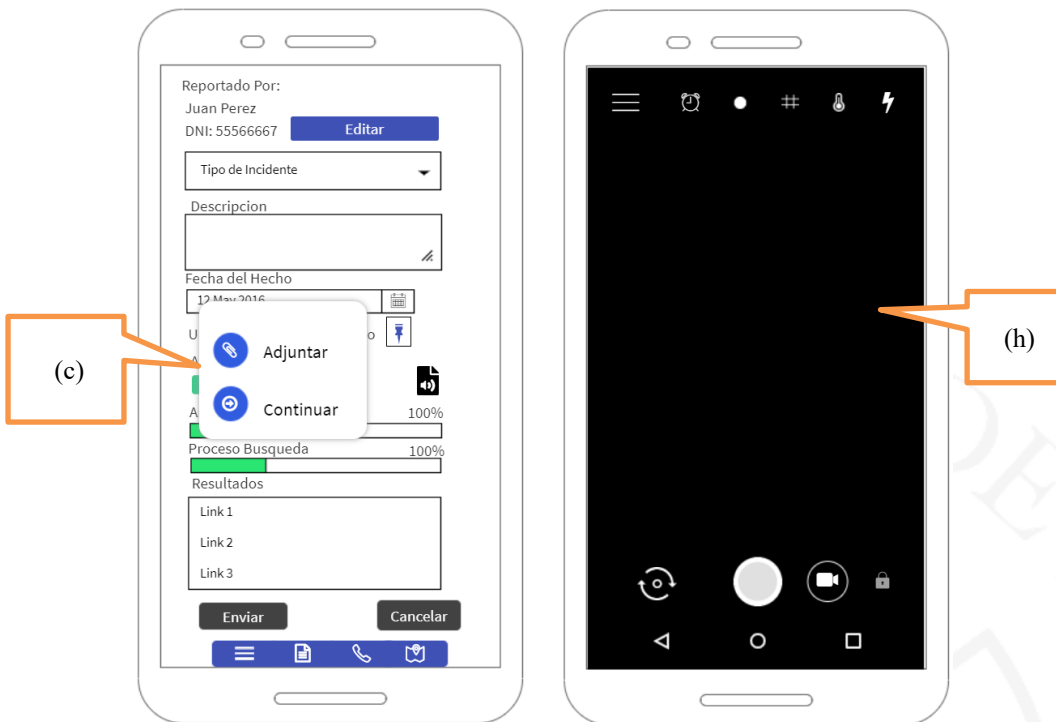 Reportado Por:
Juan Perez
DNI: 55566667
Editar
Tipo de Incidente
Descripcion
Fecha del Hecho
12 May 2016
U
o
A
Adjuntar
Continuar
A
100%
Proceso Busqueda
100%
Resultados
Link 1
Link 2
Link 3
Enviar
Cancelar
(c)
(h)